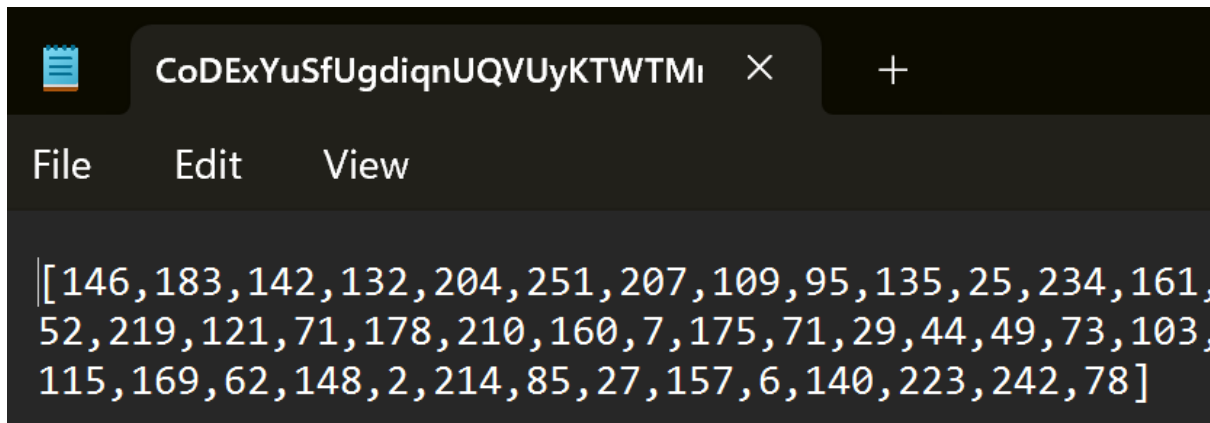 CoDExYuSfUgdiqnUQVUyKTWTM
File Edit View
[146,183,142,132,204,251,207,109,95,135,25,234,161,
52,219,121,71,178,210,160,7,175,71,29,44,49,73,103,
115,169,62,148,2,214,85,27,157,6,140,223,242,78]